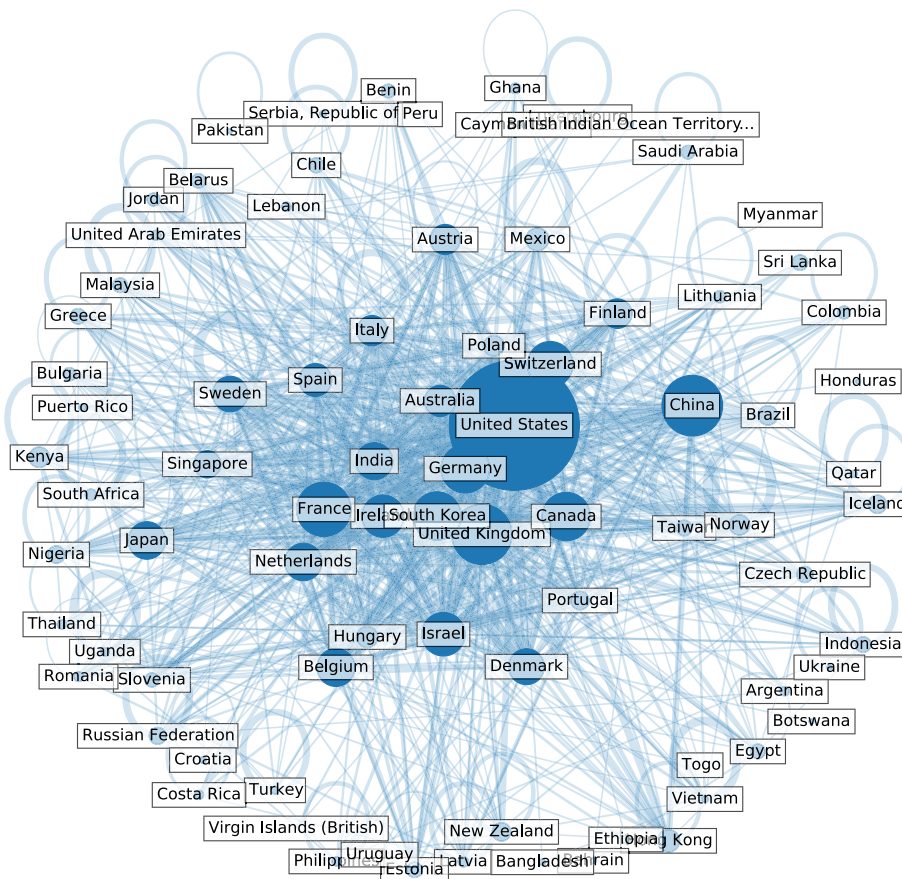 Ghana
Benin
Serbia, Republic of
Peru
British Indian Ocean Territory...
Pakistan
Saudi Arabia
Chile
Belarus
Jordan
Lebanon
Myanmar
United Arab Emirates
Austria
Mexico
Sri Lanka
Malaysia
Lithuania
Greece
Finland
Colombia
Italy
Poland
Switzerland
Bulgaria
Spain
Sweden
Honduras
Puerto Rico
Australia
China
Brazil
United States
Kenya
Singapore
India
Germany
Qatar
South Africa
Iceland
France
South Korea
Canada
Taiwan
Norway
United Kingdom
Nigeria
Japan
Netherlands
Czech Republic
Portugal
Thailand
Hungary
Israel
Indonesia
Uganda
Belgium
Denmark
Ukraine
Romania
Slovenia
Argentina
Botswana
Russian Federation
Egypt
Croatia
Togo
Costa Rica
Turkey
Vietnam
Virgin Islands (British)
New Zealand
Ethiopia
Uruguay
Bangladesh
Estonia